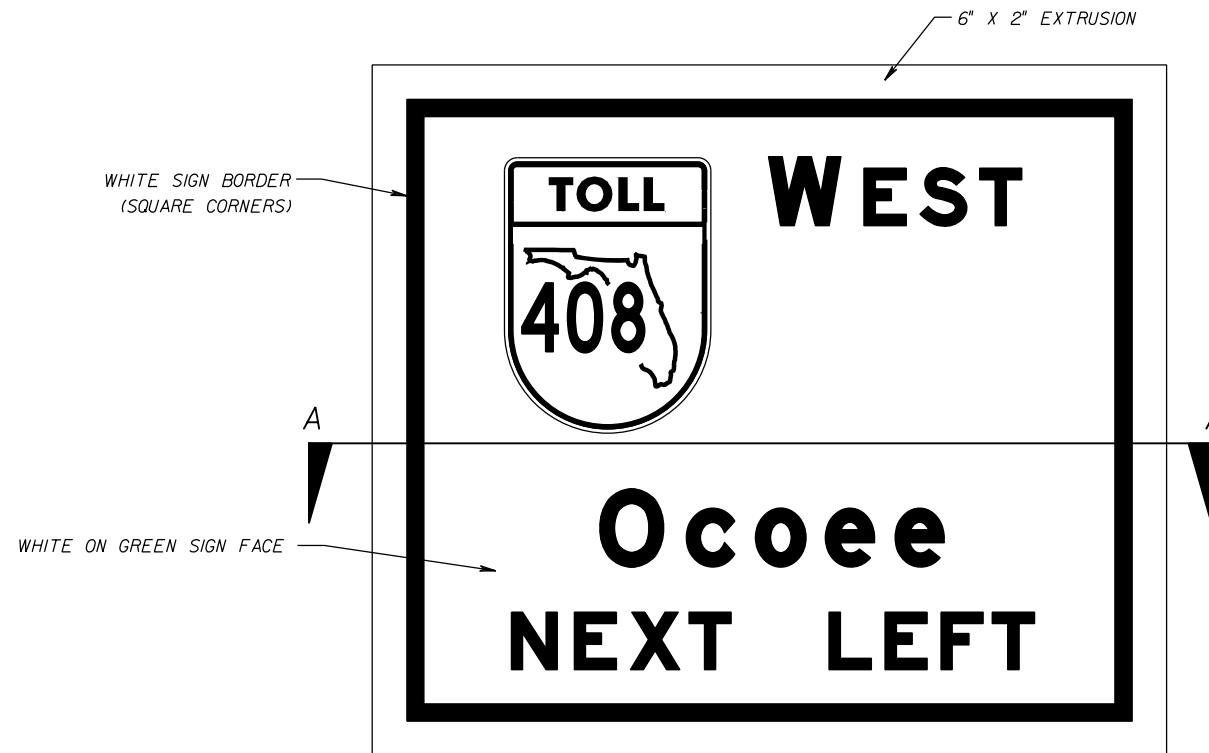 6" X 2" EXTRUSION
WHITE SIGN BORDER
(SQUARE CORNERS)
TOLL
WEST
408
A
Ocoee
WHITE ON GREEN SIGN FACE
NEXT LEFT